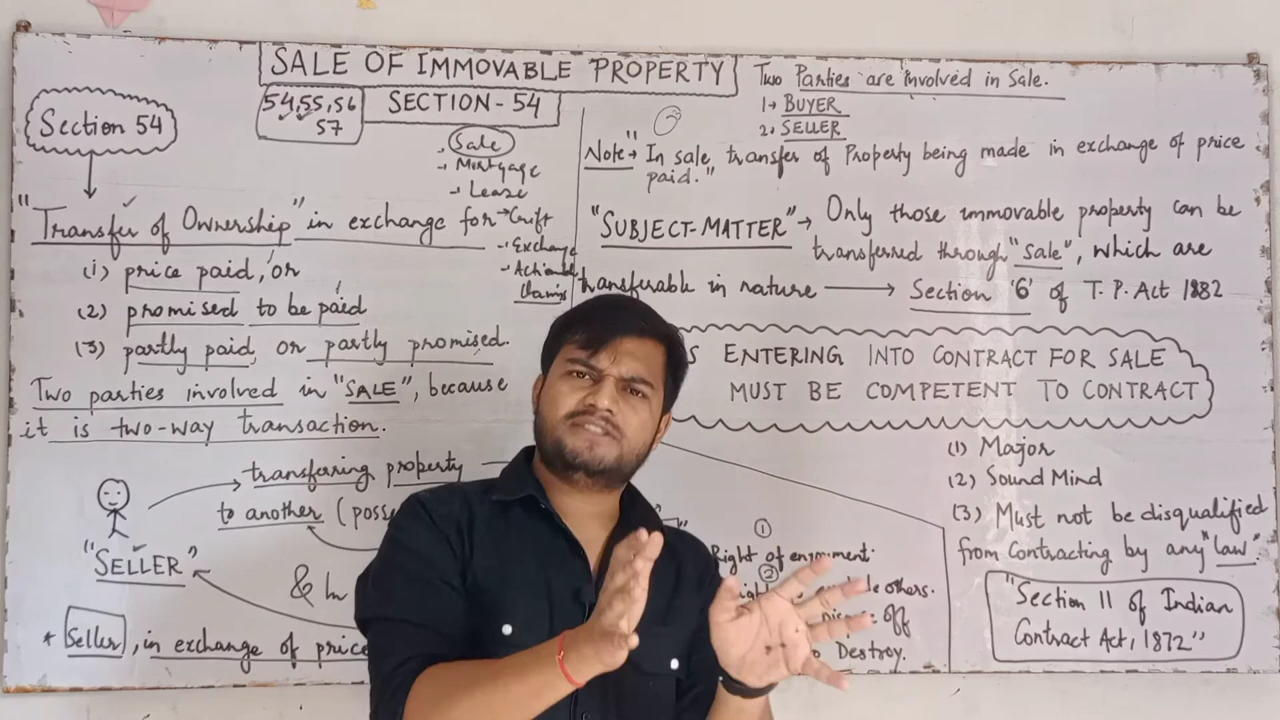 SALE OF IMMOVABLE PROPERTY
54,55,56
57
SECTION-54
Section 54
. Sale
→ Mortgage
→ Lease
→ Gift
→ Exchange
"Transfer of Ownership" in exchange for
(1) price paid, or
(2) promised to be paid
(3) partly paid, or partly promised.
Two parties involved in "SALE", because
it is two-way transaction.
transferring property
to another
"SELLER"
* Seller, in exchange of price
Two Parties are involved in Sale.
1→ BUYER
2→ SELLER
Note→ "In sale, transfer of Property being made in exchange of price
paid."
"SUBJECT-MATTER" → Only those immovable property can be
transferred through "Sale", which are
transferable in nature → Section '6' of T.P. Act 1882
ENTERING INTO CONTRACT FOR SALE
MUST BE COMPETENT TO CONTRACT
(1) Major
(2) Sound Mind
(3) Must not be disqualified
from Contracting by any "law".
"Section 11 of Indian
Contract Act, 1872"
①
Right of enjoyment.
②
others.
off
Destroy.